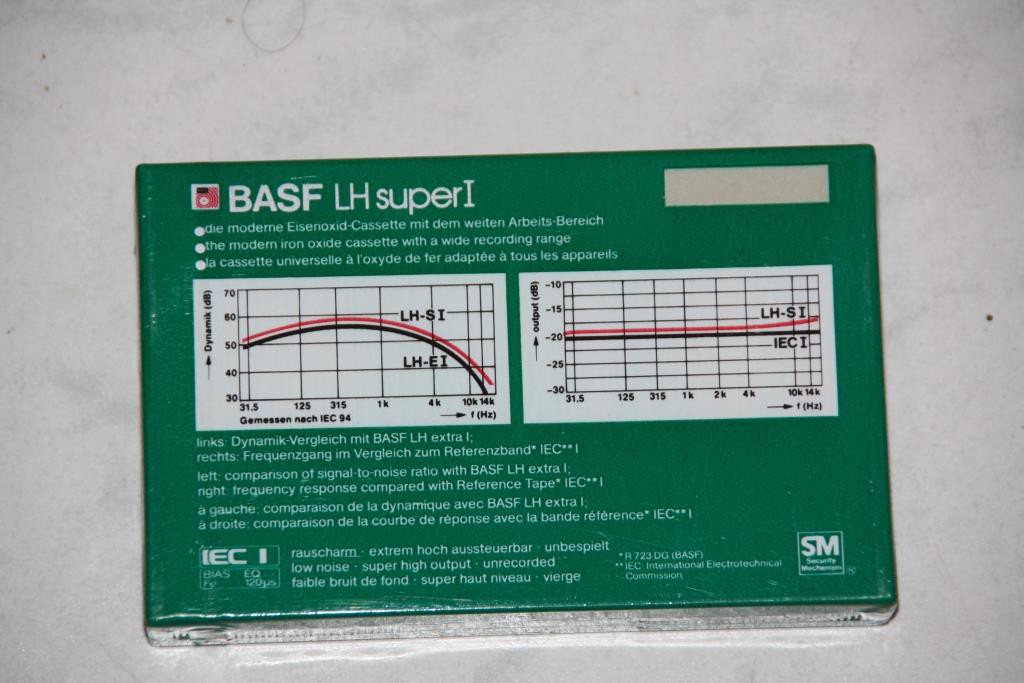 BASF LH superI
die moderne Eisenoxid-Cassette mit dem weiten Arbeits-Bereich
the modern iron oxide cassette with a wide recording range
la cassette universelle à l'oxyde de fer adaptée à tous les appareils
Dynamik (dB)
70
60
50
40
30
LH-SI
LH-EI
31.5 125 315 1k 4k 10k 14k
Gemessen nach IEC 94 f (Hz)
output (dB)
-10
-15
-20
-25
-30
LH-SI
IEC I
31.5 125 315 1k 2k 4k 10k 14k
f (Hz)
links: Dynamik-Vergleich mit BASF LH extra I;
rechts: Frequenzgang im Vergleich zum Referenzband* IEC** I
left: comparison of signal-to-noise ratio with BASF LH extra I;
right: frequency response compared with Reference Tape* IEC** I
à gauche: comparaison de la dynamique avec BASF LH extra I;
à droite: comparaison de la courbe de réponse avec la bande référence* IEC** I
IEC I
BIAS EQ
Fe 120µs
rauscharm · extrem hoch aussteuerbar · unbespielt
low noise · super high output · unrecorded
faible bruit de fond · super haut niveau · vierge
* R 723 DG (BASF)
** IEC International Electrotechnical
Commission
SM
Security
Mechanism